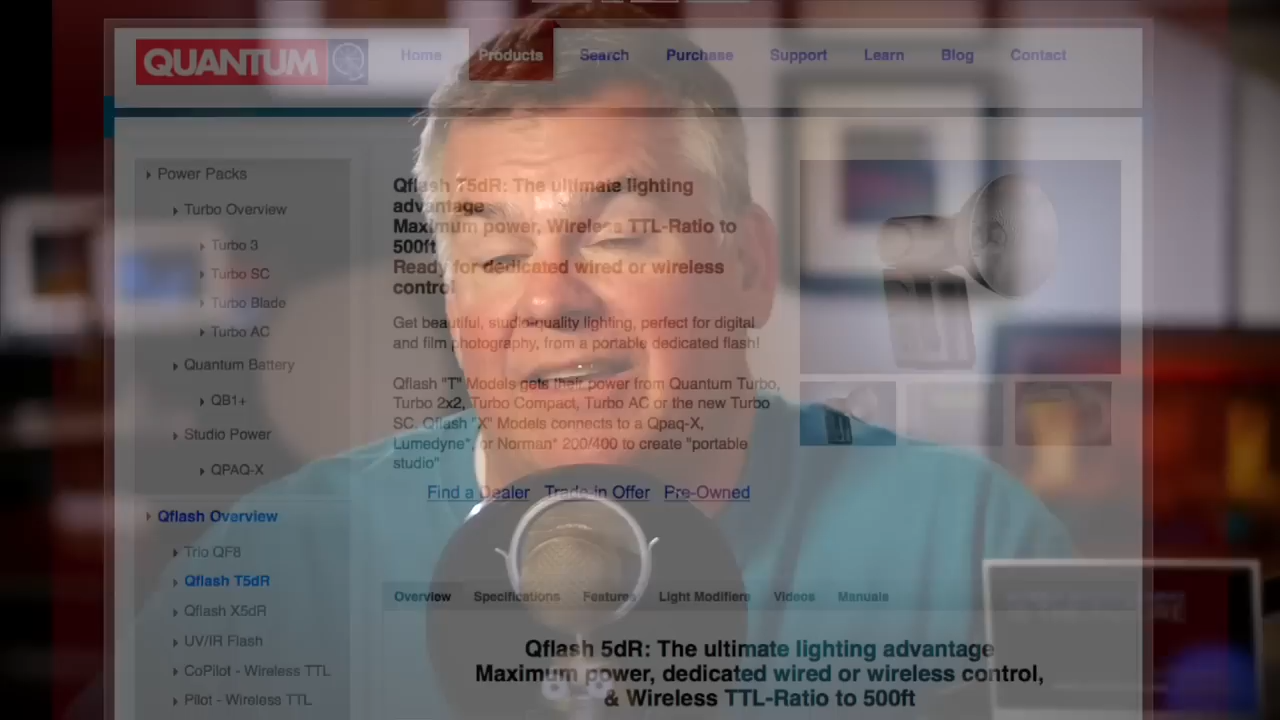 QUANTUM
Home
Products
Search
Purchase
Support
Learn
Blog
Contact
Power Packs
Turbo Overview
Turbo 3
Turbo SC
Turbo Blade
Turbo AC
Quantum Battery
QB1+
Studio Power
QPAQ-X
Qflash Overview
Trio QF8
Qflash T5dR
Qflash X5dR
UV/IR Flash
CoPilot - Wireless TTL
Pilot - Wireless TTL
Qflash T5dR: The ultimate lighting
advantage
Maximum power, Wireless TTL-Ratio to
500ft
Ready for dedicated wired or wireless
control
Get beautiful, studio-quality lighting, perfect for digital
and film photography, from a portable dedicated flash!
Qflash "T" Models gets their power from Quantum Turbo,
Turbo 2x2, Turbo Compact, Turbo AC or the new Turbo
SC. Qflash "X" Models connects to a Qpaq-X,
Lumedyne*, or Norman* 200/400 to create "portable
studio"
Find a Dealer Trade-in Offer Pre-Owned
Overview
Specifications
Features
Light Modifiers
Videos
Manuals
Qflash 5dR: The ultimate lighting advantage
Maximum power, dedicated wired or wireless control,
& Wireless TTL-Ratio to 500ft